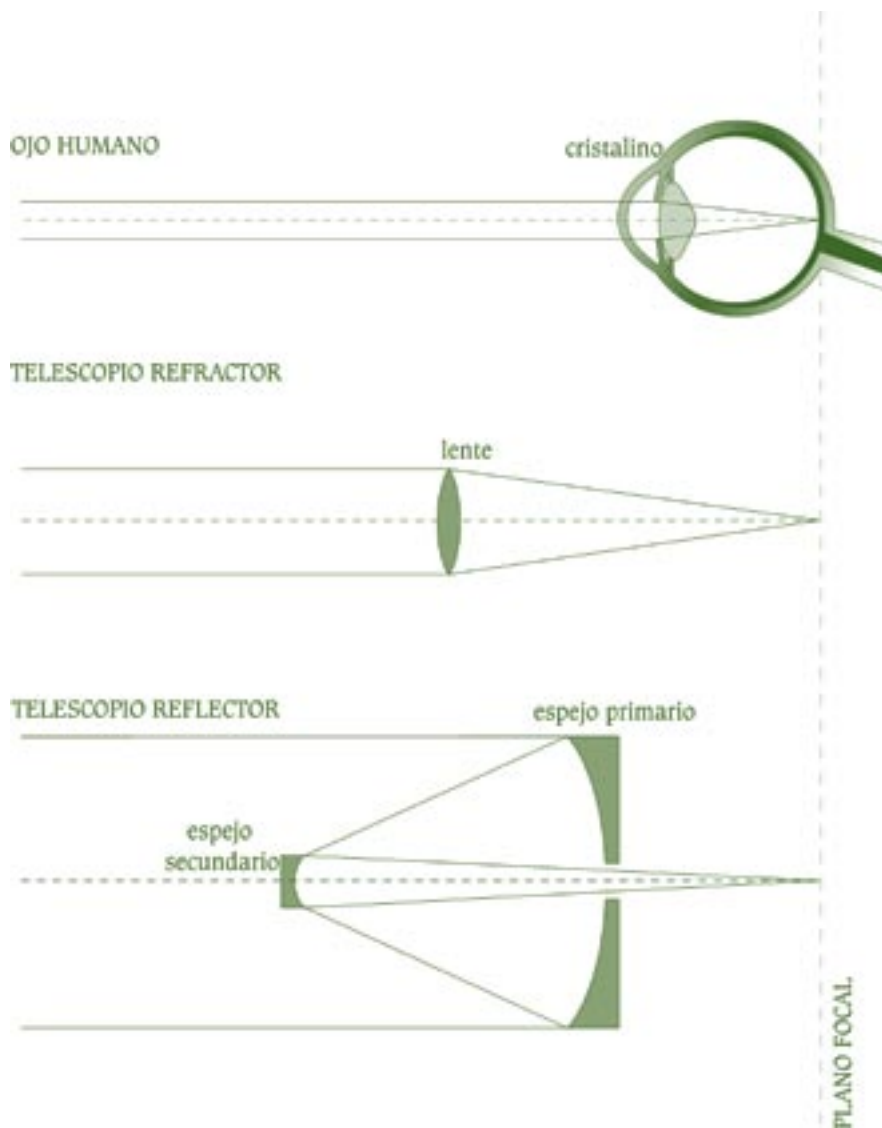 OJO HUMANO
cristalino
TELESCOPIO REFRACTOR
lente
TELESCOPIO REFLECTOR
espejo primario
espejo
secundario
PLANO FOCAL